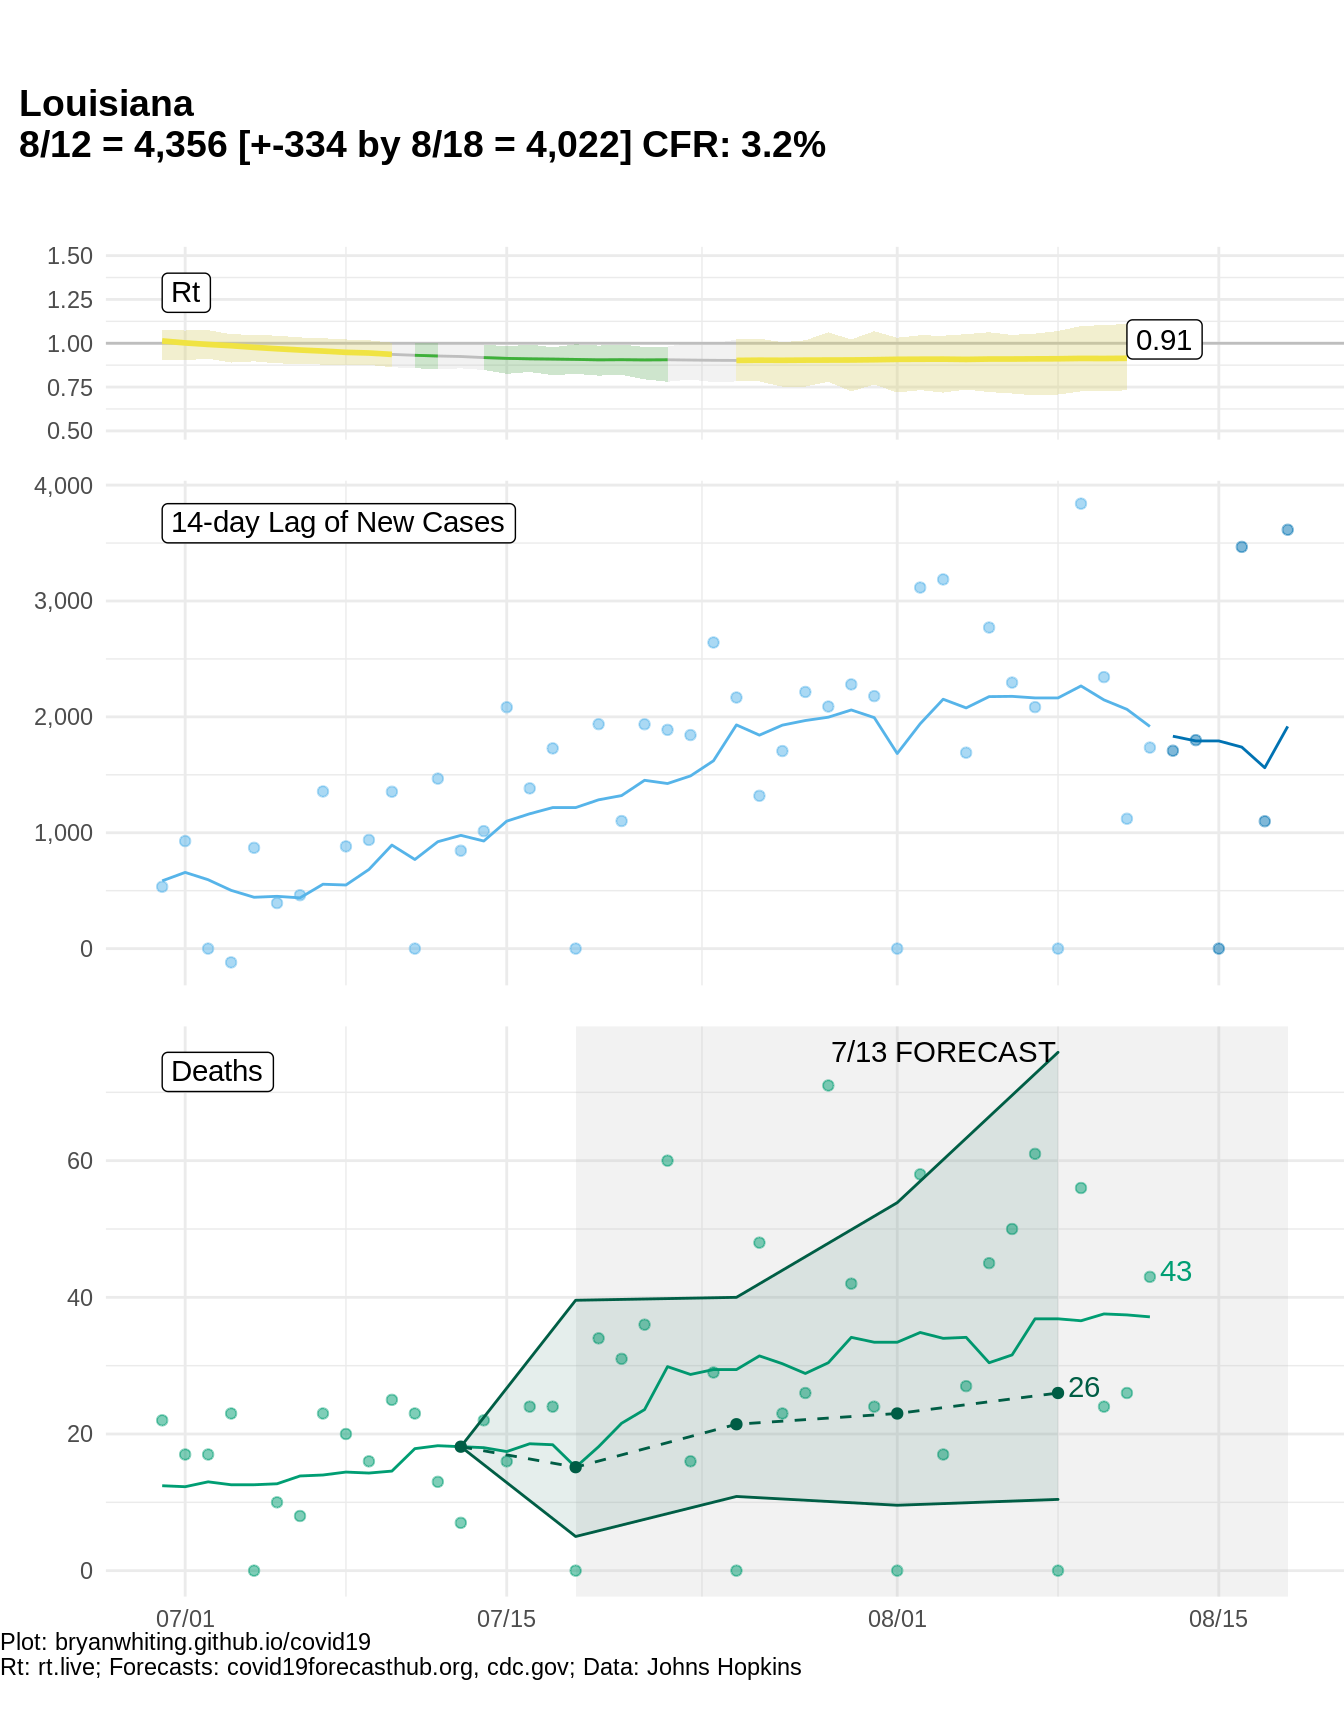 Louisiana
8/12 = 4,356 [+-334 by 8/18 = 4,022] CFR: 3.2%
1.50
1.25
1.00
0.75
0.50
Rt
0.91
4,000
3,000
2,000
1,000
0
14-day Lag of New Cases
Deaths
7/13 FORECAST
60
40
20
0
43
26
07/01
07/15
08/01
08/15
Plot: bryanwhiting.github.io/covid19
Rt: rt.live; Forecasts: covid19forecasthub.org, cdc.gov; Data: Johns Hopkins